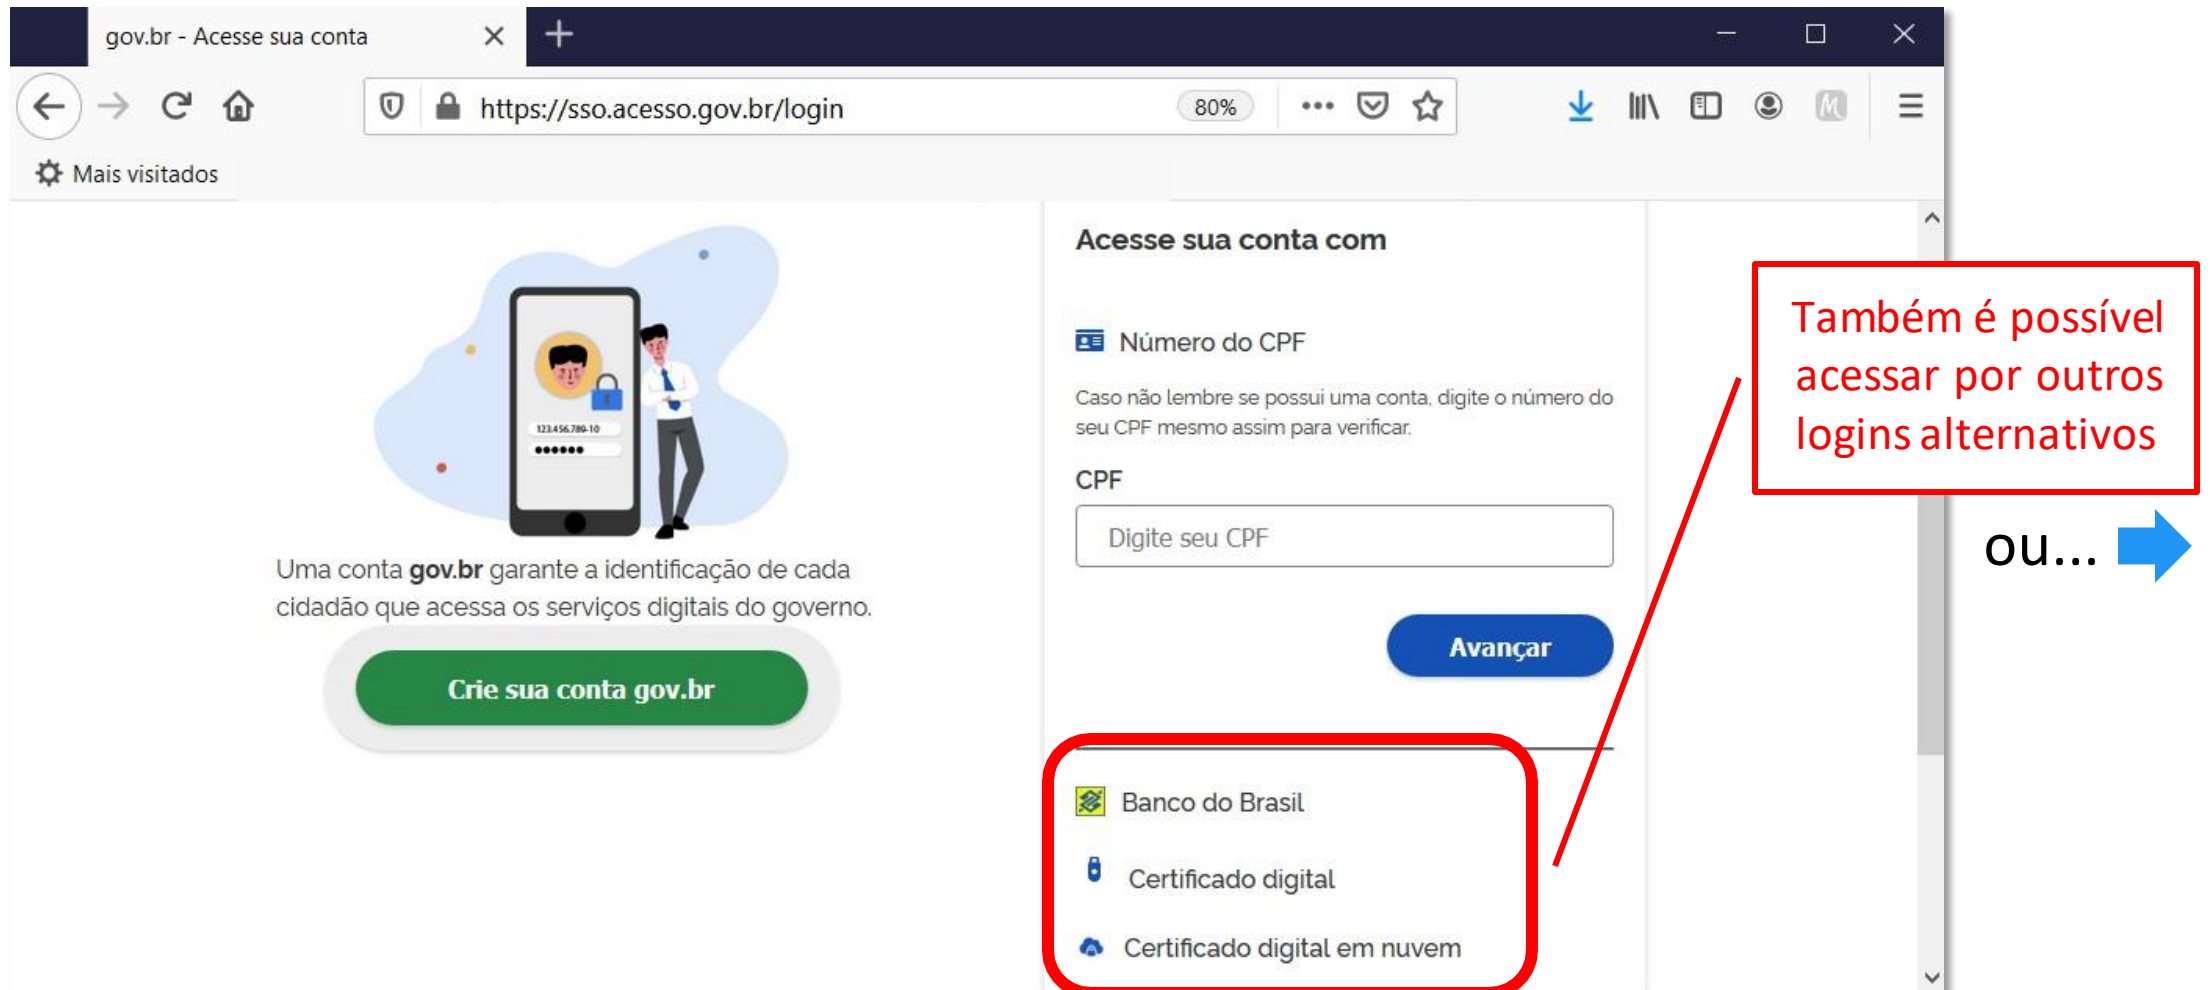 gov.br - Acesse sua conta
https://sso.acesso.gov.br/login
80%
Mais visitados
123.456.789-10
Uma conta gov.br garante a identificação de cada
cidadão que acessa os serviços digitais do governo.
Crie sua conta gov.br
Acesse sua conta com
Número do CPF
Caso não lembre se possui uma conta, digite o número do
seu CPF mesmo assim para verificar.
CPF
Digite seu CPF
Avançar
Banco do Brasil
Certificado digital
Certificado digital em nuvem
Também é possível
acessar por outros
logins alternativos
ou...